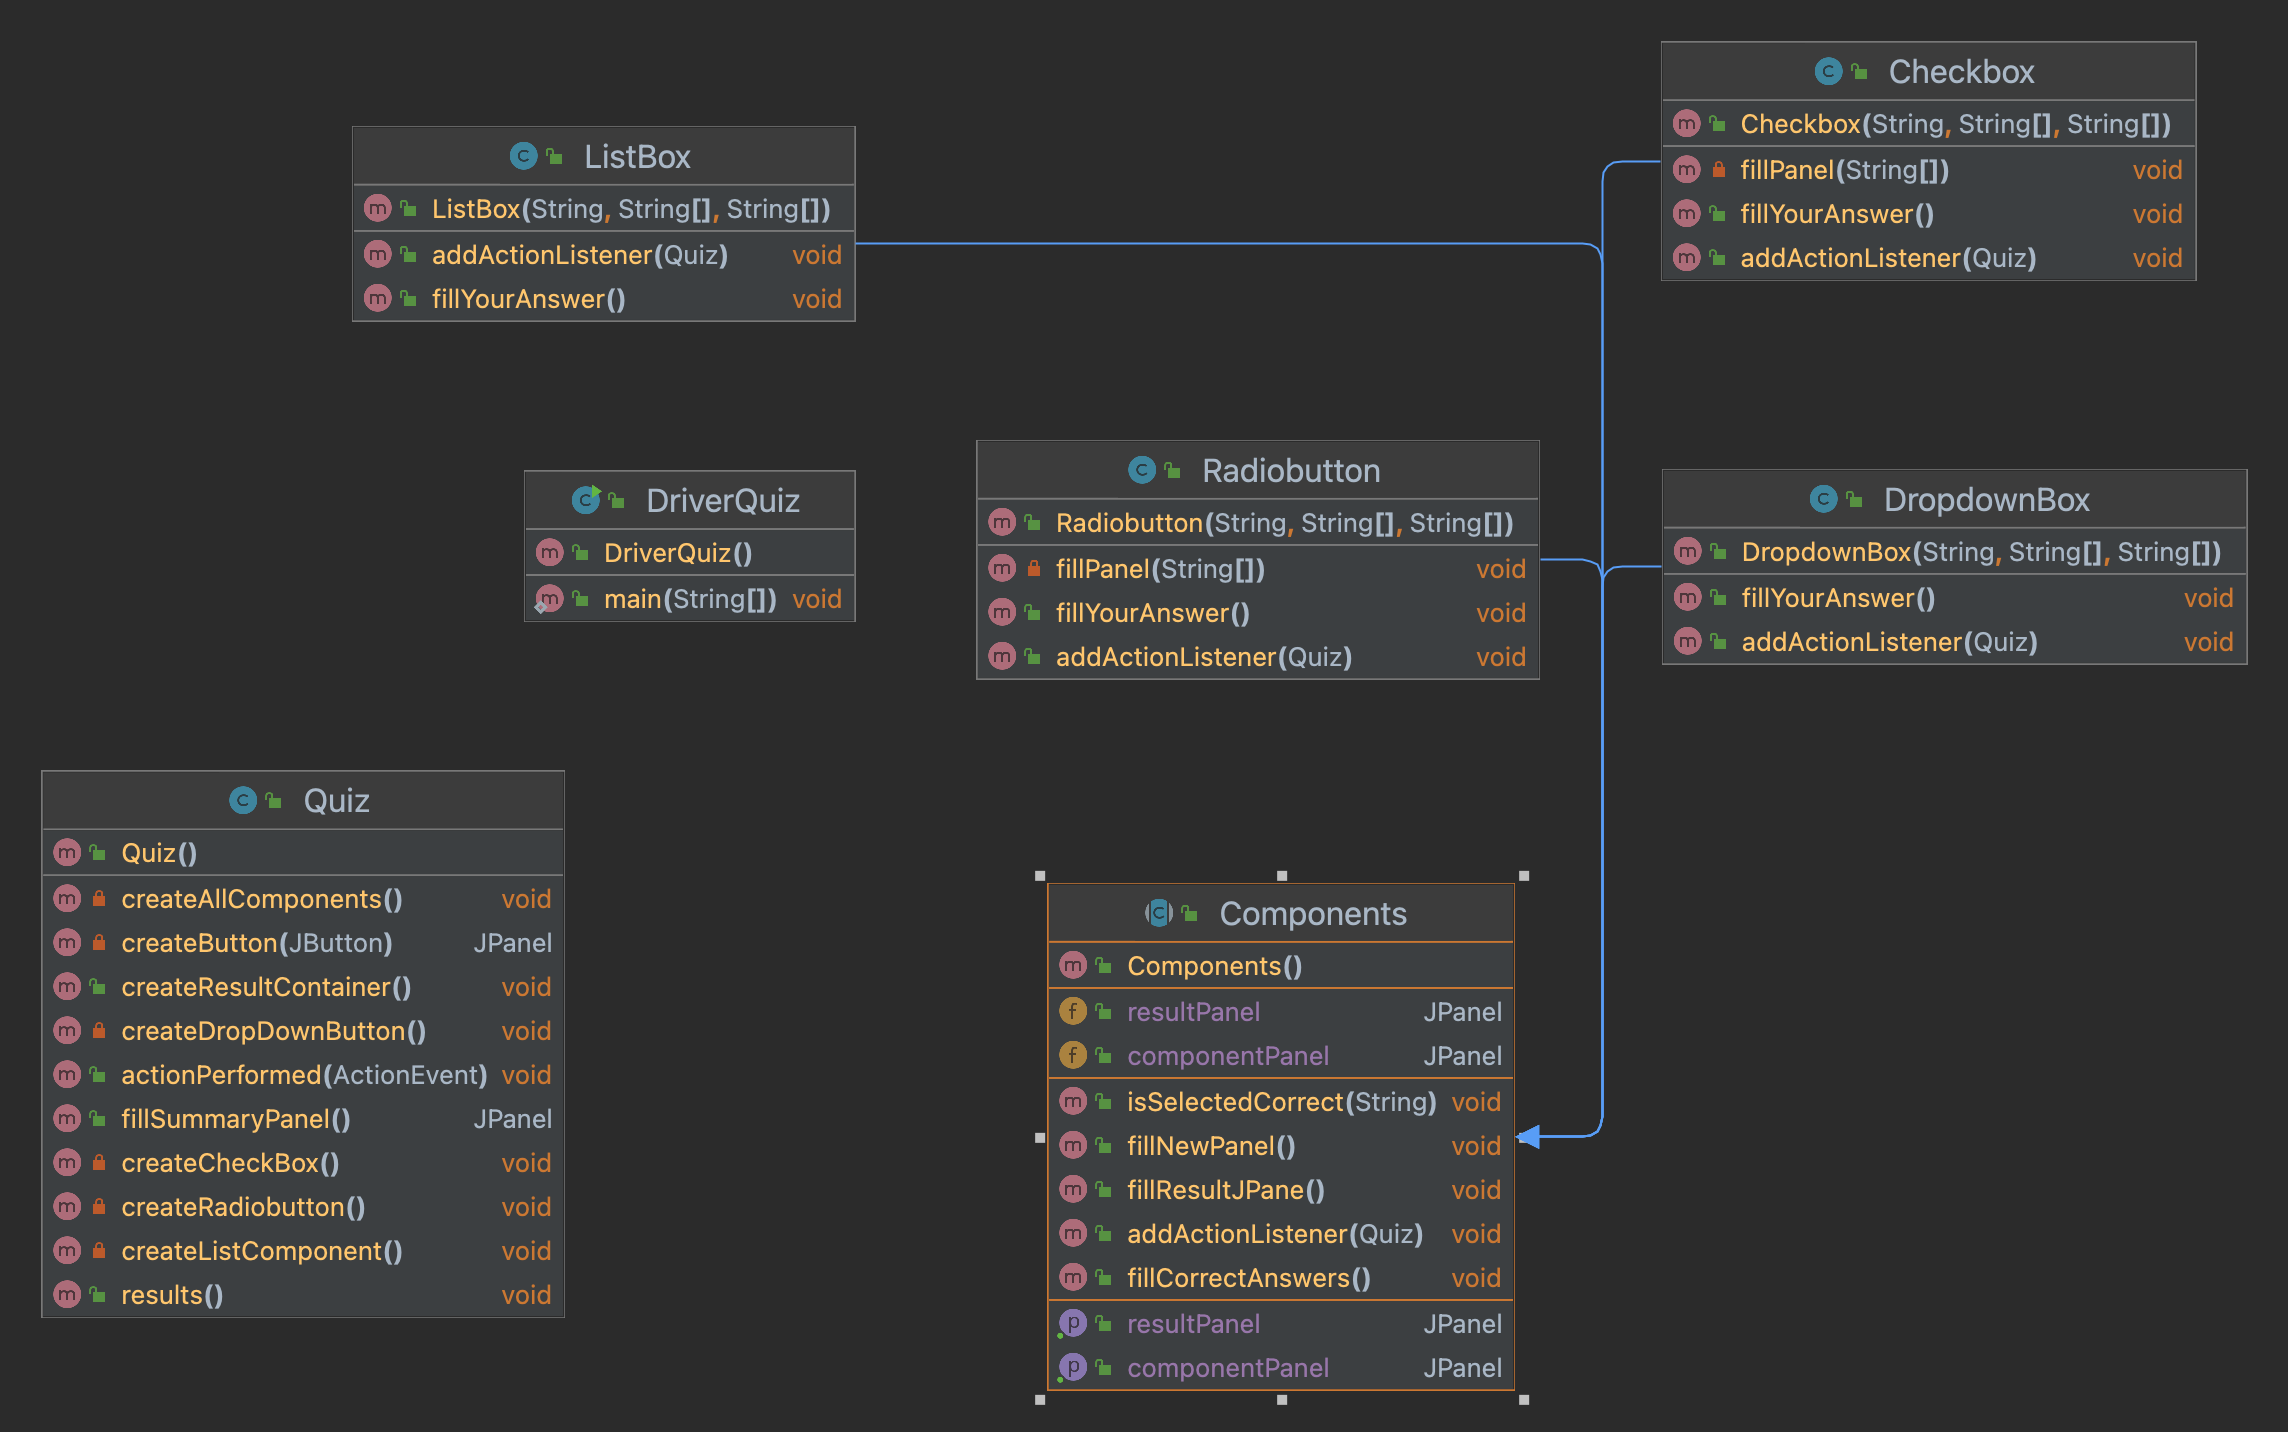 Checkbox
Checkbox(String, String[], String[])
fillPanel(String[]) void
fillYourAnswer() void
addActionListener(Quiz) void
ListBox
ListBox(String, String[], String[])
addActionListener(Quiz) void
fillYourAnswer() void
DriverQuiz
DriverQuiz()
main(String[]) void
Radiobutton
Radiobutton(String, String[], String[])
fillPanel(String[]) void
fillYourAnswer() void
addActionListener(Quiz) void
DropdownBox
DropdownBox(String, String[], String[])
fillYourAnswer() void
addActionListener(Quiz) void
Quiz
Quiz()
createAllComponents() void
createButton(JButton) JPanel
createResultContainer() void
createDropDownButton() void
actionPerformed(ActionEvent) void
fillSummaryPanel() JPanel
createCheckBox() void
createRadiobutton() void
createListComponent() void
results() void
Components
Components()
resultPanel JPanel
componentPanel JPanel
isSelectedCorrect(String) void
fillNewPanel() void
fillResultJPane() void
addActionListener(Quiz) void
fillCorrectAnswers() void
resultPanel JPanel
componentPanel JPanel